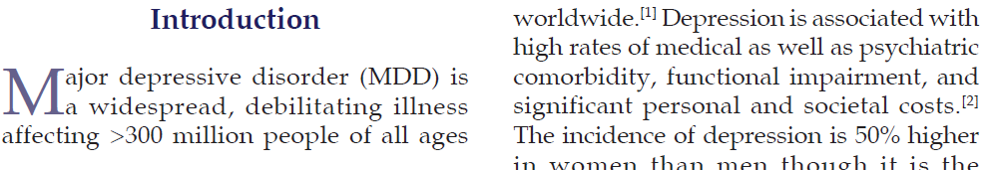 Introduction
Major depressive disorder (MDD) is
a widespread, debilitating illness
affecting >300 million people of all ages
worldwide.[1] Depression is associated with
high rates of medical as well as psychiatric
comorbidity, functional impairment, and
significant personal and societal costs.[2]
The incidence of depression is 50% higher
in women than men though it is the